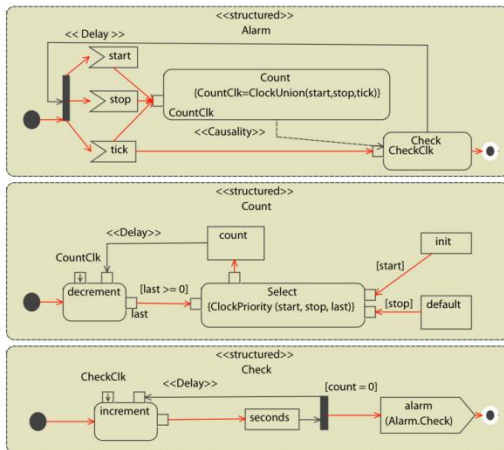 <<structured>>
Alarm
<< Delay >>
start
stop
tick
Count
{CountClk=ClockUnion(start,stop,tick)}
CountClk
<<Causality>>
Check
CheckClk
<<structured>>
Count
<<Delay>>
count
init
CountClk
[start]
decrement
[last >= 0]
last
Select
{ClockPriority (start, stop, last)}
[stop]
default
<<structured>>
Check
CheckClk
<<Delay>>
[count = 0]
increment
seconds
alarm
(Alarm.Check)